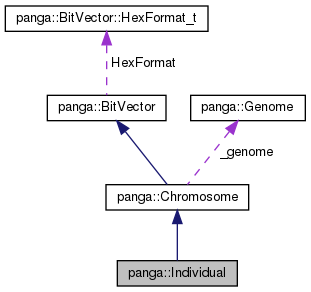 panga::BitVector::HexFormat_t
HexFormat
panga::BitVector
panga::Genome
_genome
panga::Chromosome
panga::Individual